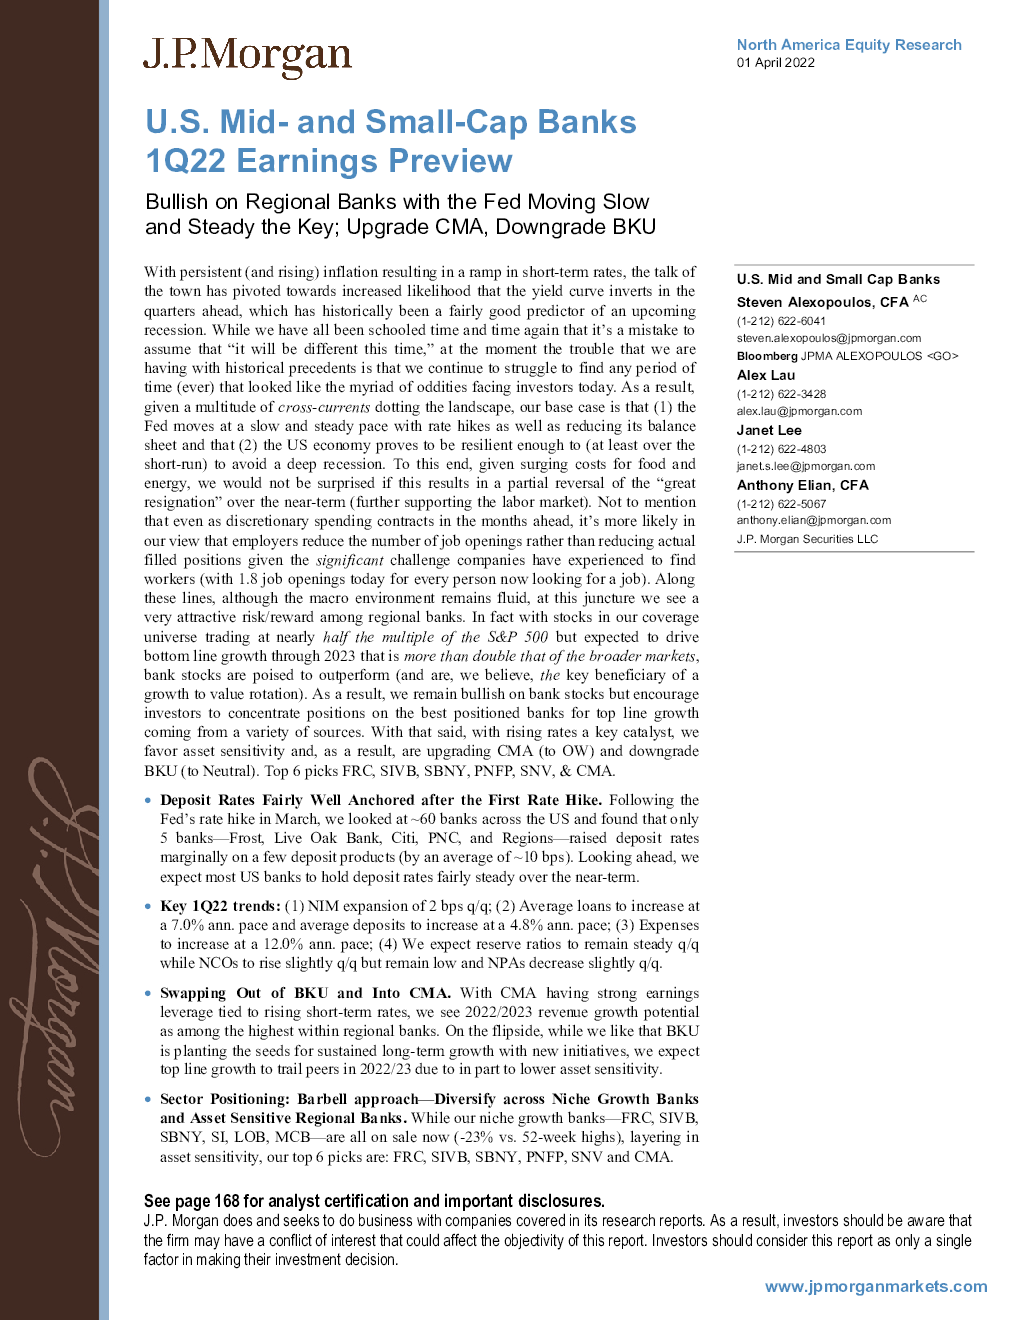 J.P.Morgan
North America Equity Research
01 April 2022
U.S. Mid- and Small-Cap Banks
1Q22 Earnings Preview
Bullish on Regional Banks with the Fed Moving Slow
and Steady the Key; Upgrade CMA, Downgrade BKU
With persistent (and rising) inflation resulting in a ramp in short-term rates, the talk of
the town has pivoted towards increased likelihood that the yield curve inverts in the
quarters ahead, which has historically been a fairly good predictor of an upcoming
recession. While we have all been schooled time and time again that it's a mistake to
assume that “it will be different this time,” at the moment the trouble that we are
having with historical precedents is that we continue to struggle to find any period of
time (ever) that looked like the myriad of oddities facing investors today. As a result,
given a multitude of cross-currents dotting the landscape, our base case is that (1) the
Fed moves at a slow and steady pace with rate hikes as well as reducing its balance
sheet and that (2) the US economy proves to be resilient enough to (at least over the
short-run) to avoid a deep recession. To this end, given surging costs for food and
energy, we would not be surprised if this results in a partial reversal of the “great
resignation” over the near-term (further supporting the labor market). Not to mention
that even as discretionary spending contracts in the months ahead, it's more likely in
our view that employers reduce the number of job openings rather than reducing actual
filled positions given the significant challenge companies have experienced to find
workers (with 1.8 job openings today for every person now looking for a job). Along
these lines, although the macro environment remains fluid, at this juncture we see a
very attractive risk/reward among regional banks. In fact with stocks in our coverage
universe trading at nearly half the multiple of the S&P 500 but expected to drive
bottom line growth through 2023 that is more than double that of the broader markets,
bank stocks are poised to outperform (and are, we believe, the key beneficiary of a
growth to value rotation). As a result, we remain bullish on bank stocks but encourage
investors to concentrate positions on the best positioned banks for top line growth
coming from a variety of sources. With that said, with rising rates a key catalyst, we
favor asset sensitivity and, as a result, are upgrading CMA (to OW) and downgrade
BKU (to Neutral). Top 6 picks FRC, SIVB, SBNY, PNFP, SNV, & CMA.
• Deposit Rates Fairly Well Anchored after the First Rate Hike. Following the
Fed's rate hike in March, we looked at ~60 banks across the US and found that only
5 banks—Frost, Live Oak Bank, Citi, PNC, and Regions—raised deposit rates
marginally on a few deposit products (by an average of ~10 bps). Looking ahead, we
expect most US banks to hold deposit rates fairly steady over the near-term.
• Key 1Q22 trends: (1) NIM expansion of 2 bps q/q; (2) Average loans to increase at
a 7.0% ann. pace and average deposits to increase at a 4.8% ann. pace; (3) Expenses
to increase at a 12.0% ann. pace; (4) We expect reserve ratios to remain steady q/q
while NCOs to rise slightly q/q but remain low and NPAs decrease slightly q/q.
• Swapping Out of BKU and Into CMA. With CMA having strong earnings
leverage tied to rising short-term rates, we see 2022/2023 revenue growth potential
as among the highest within regional banks. On the flipside, while we like that BKU
is planting the seeds for sustained long-term growth with new initiatives, we expect
top line growth to trail peers in 2022/23 due to in part to lower asset sensitivity.
• Sector Positioning: Barbell approach—Diversify across Niche Growth Banks
and Asset Sensitive Regional Banks. While our niche growth banks—FRC, SIVB,
SBNY, SI, LOB, MCB—are all on sale now (-23% vs. 52-week highs), layering in
asset sensitivity, our top 6 picks are: FRC, SIVB, SBNY, PNFP, SNV and CMA.
U.S. Mid and Small Cap Banks
Steven Alexopoulos, CFA AC
(1-212) 622-6041
steven.alexopoulos@jpmorgan.com
Bloomberg JPMA ALEXOPOULOS <GO>
Alex Lau
(1-212) 622-3428
alex.lau@jpmorgan.com
Janet Lee
(1-212) 622-4803
janet.s.lee@jpmorgan.com
Anthony Elian, CFA
(1-212) 622-5067
anthony.elian@jpmorgan.com
J.P. Morgan Securities LLC
J.P.Morgan
See page 168 for analyst certification and important disclosures.
J.P. Morgan does and seeks to do business with companies covered in its research reports. As a result, investors should be aware that
the firm may have a conflict of interest that could affect the objectivity of this report. Investors should consider this report as only a single
factor in making their investment decision.
www.jpmorganmarkets.com